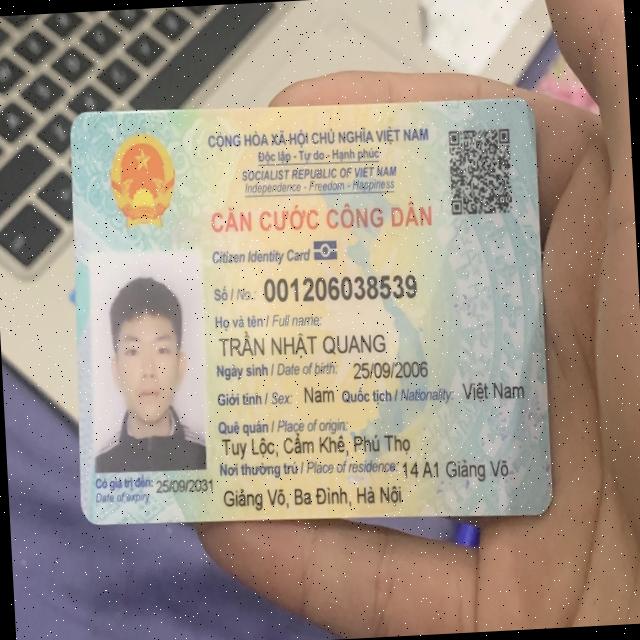 CỘNG HÒA XÃ HỘI CHỦ NGHĨA VIỆT NAM
Độc lập - Tự do - Hạnh phúc
SOCIALIST REPUBLIC OF VIET NAM
Independence - Freedom - Happiness
CĂN CƯỚC CÔNG DÂN
Citizen Identity Card
Số / No.: 001206038539
Họ và tên / Full name:
TRẦN NHẬT QUANG
Ngày sinh / Date of birth: 25/09/2006
Giới tính / Sex: Nam Quốc tịch / Nationality: Việt Nam
Quê quán / Place of origin:
Tuy Lộc, Cẩm Khê, Phú Thọ
Nơi thường trú / Place of residence: 14 A1 Giảng Võ
Giảng Võ, Ba Đình, Hà Nội
Có giá trị đến: 25/09/2031
Date of expiry